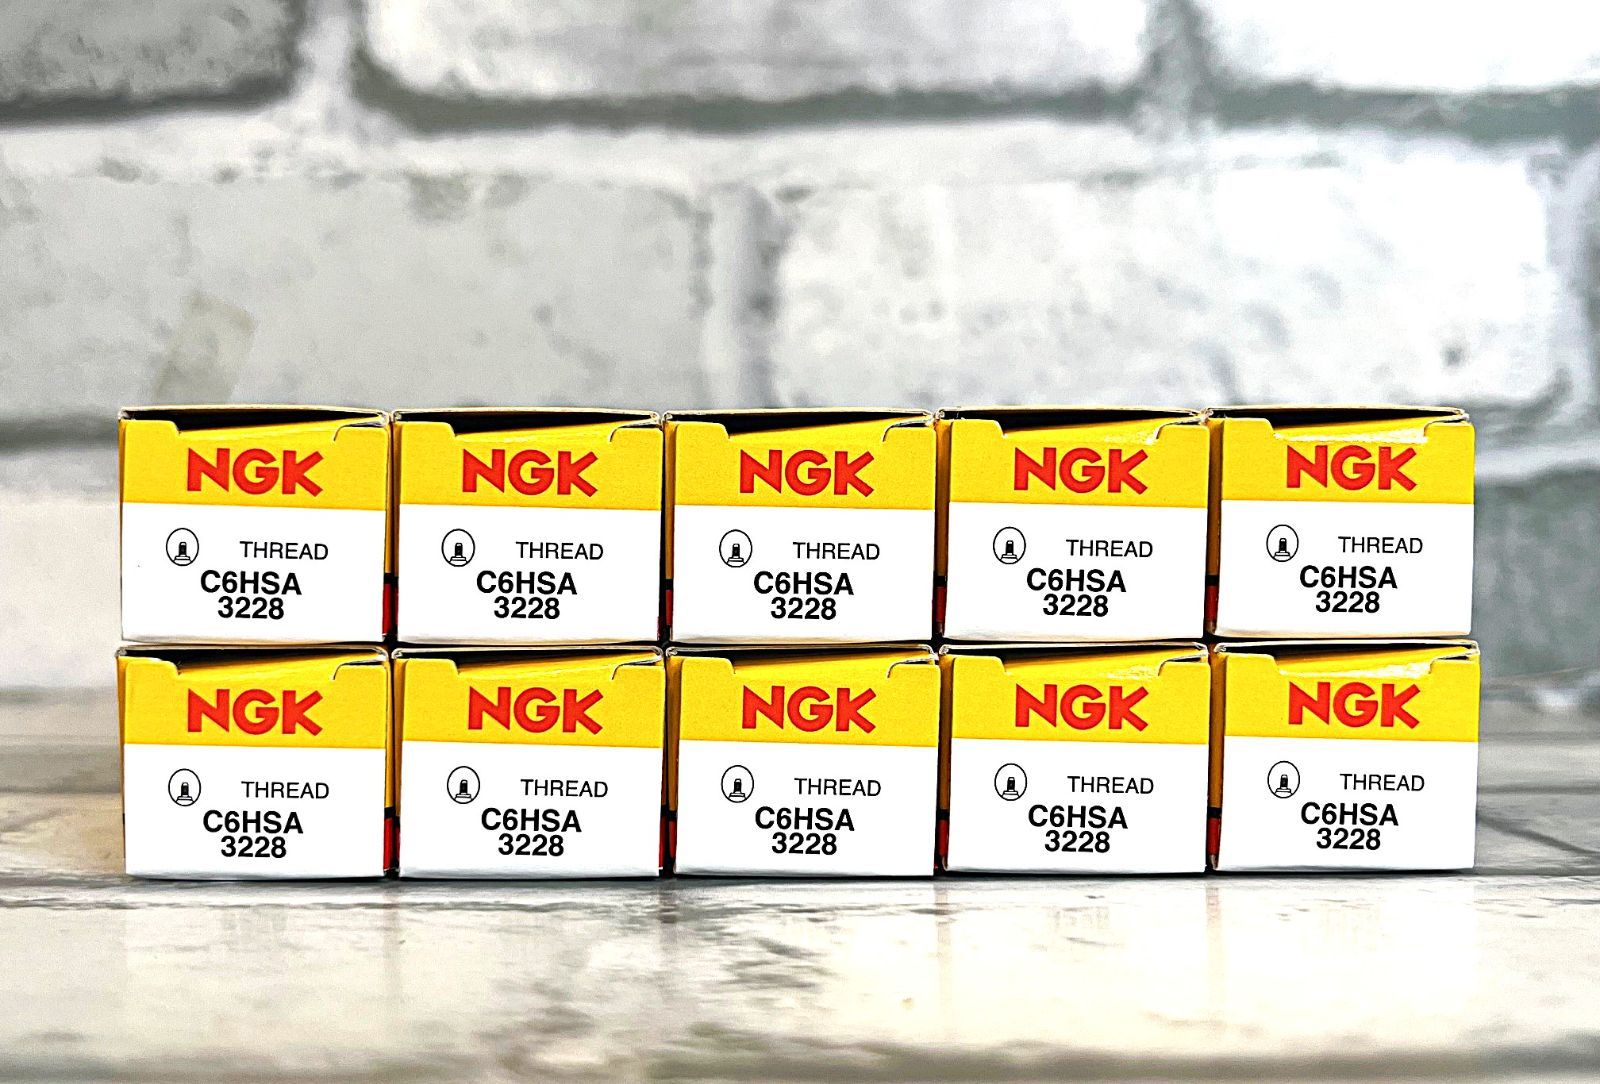 NGK
THREAD
C6HSA
3228
NGK
THREAD
C6HSA
3228
NGK
THREAD
C6HSA
3228
NGK
THREAD
C6HSA
3228
NGK
THREAD
C6HSA
3228
NGK
THREAD
C6HSA
3228
NGK
THREAD
C6HSA
3228
NGK
THREAD
C6HSA
3228
NGK
THREAD
C6HSA
3228
NGK
THREAD
C6HSA
3228